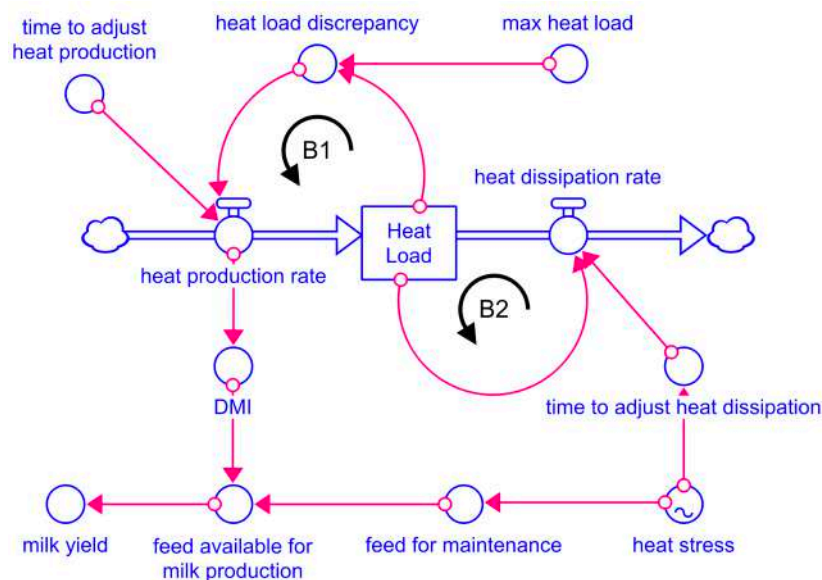 time to adjust
heat production
heat load discrepancy
max heat load
B1
heat dissipation rate
Heat
Load
heat production rate
B2
DMI
time to adjust heat dissipation
milk yield
feed available for
milk production
feed for maintenance
heat stress